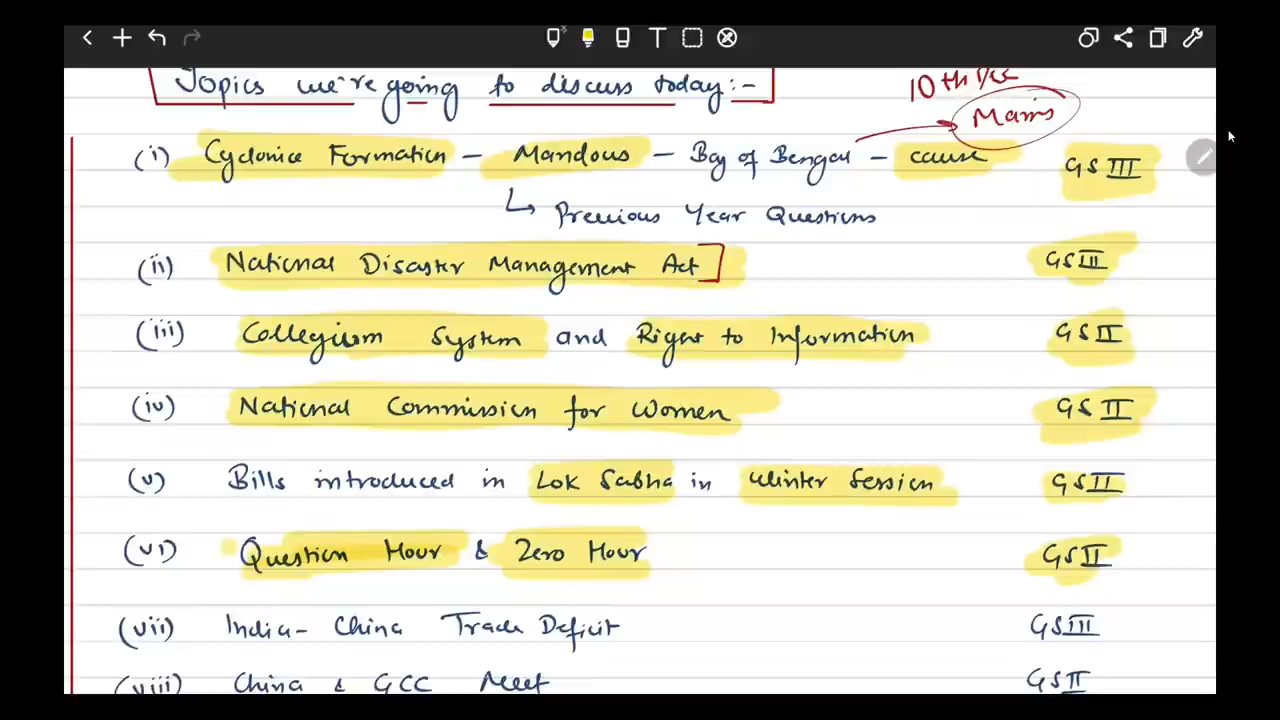 Topics we're going to discuss today:-
10th Dec
Mains
(i) Cyclonic Formation - Mandous - Bay of Bengal - cause GS III
↳ Previous Year Questions
(ii) National Disaster Management Act] GS III
(iii) Collegium System and Right to Information GS II
(iv) National Commission for Women GS II
(v) Bills introduced in Lok Sabha in Winter Session GS II
(vi) Question Hour & Zero Hour GS II
(vii) India-China Trade Deficit GS III
(viii) China & GCC Meet GS II